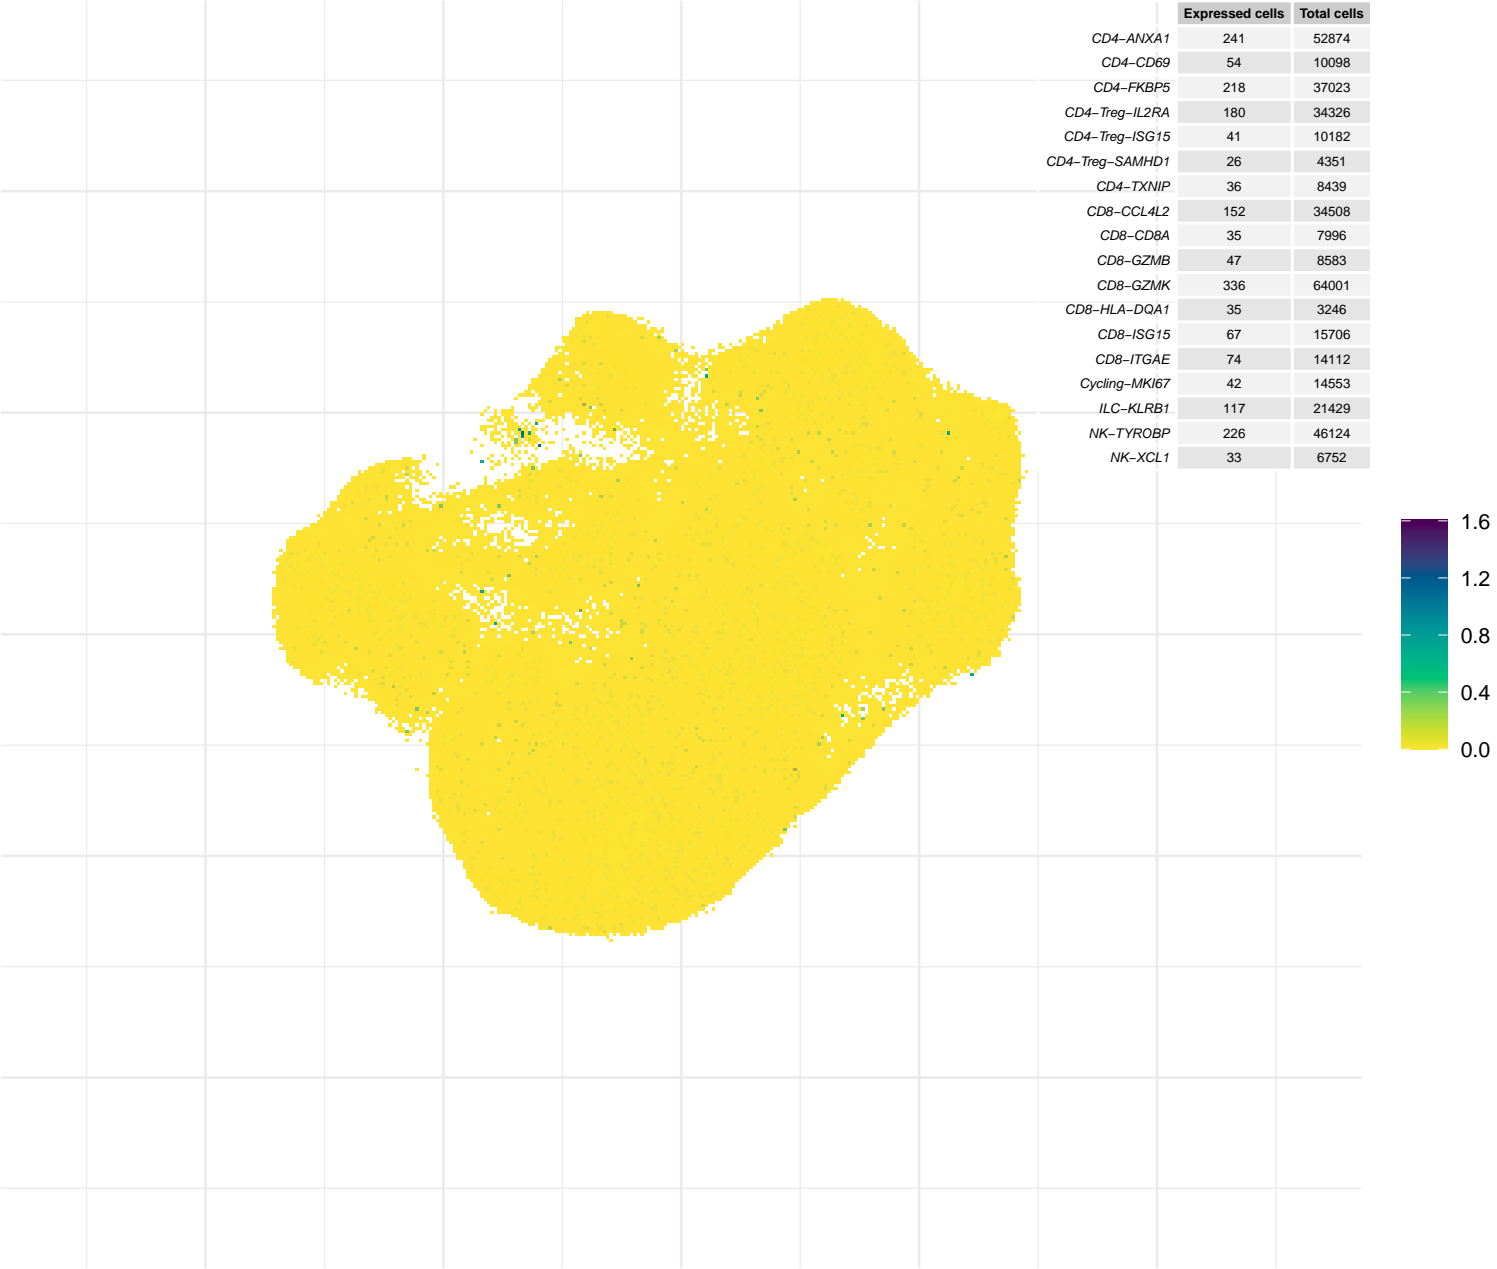 Expressed cells Total cells
CD4−ANXA1 241 52874
CD4−CD69 54 10098
CD4−FKBP5 218 37023
CD4−Treg−IL2RA 180 34326
CD4−Treg−ISG15 41 10182
CD4−Treg−SAMHD1 26 4351
CD4−TXNIP 36 8439
CD8−CCL4L2 152 34508
CD8−CD8A 35 7996
CD8−GZMB 47 8583
CD8−GZMK 336 64001
CD8−HLA−DQA1 35 3246
CD8−ISG15 67 15706
CD8−ITGAE 74 14112
Cycling−MKI67 42 14553
ILC−KLRB1 117 21429
NK−TYROBP 226 46124
NK−XCL1 33 6752
1.6
1.2
0.8
0.4
0.0